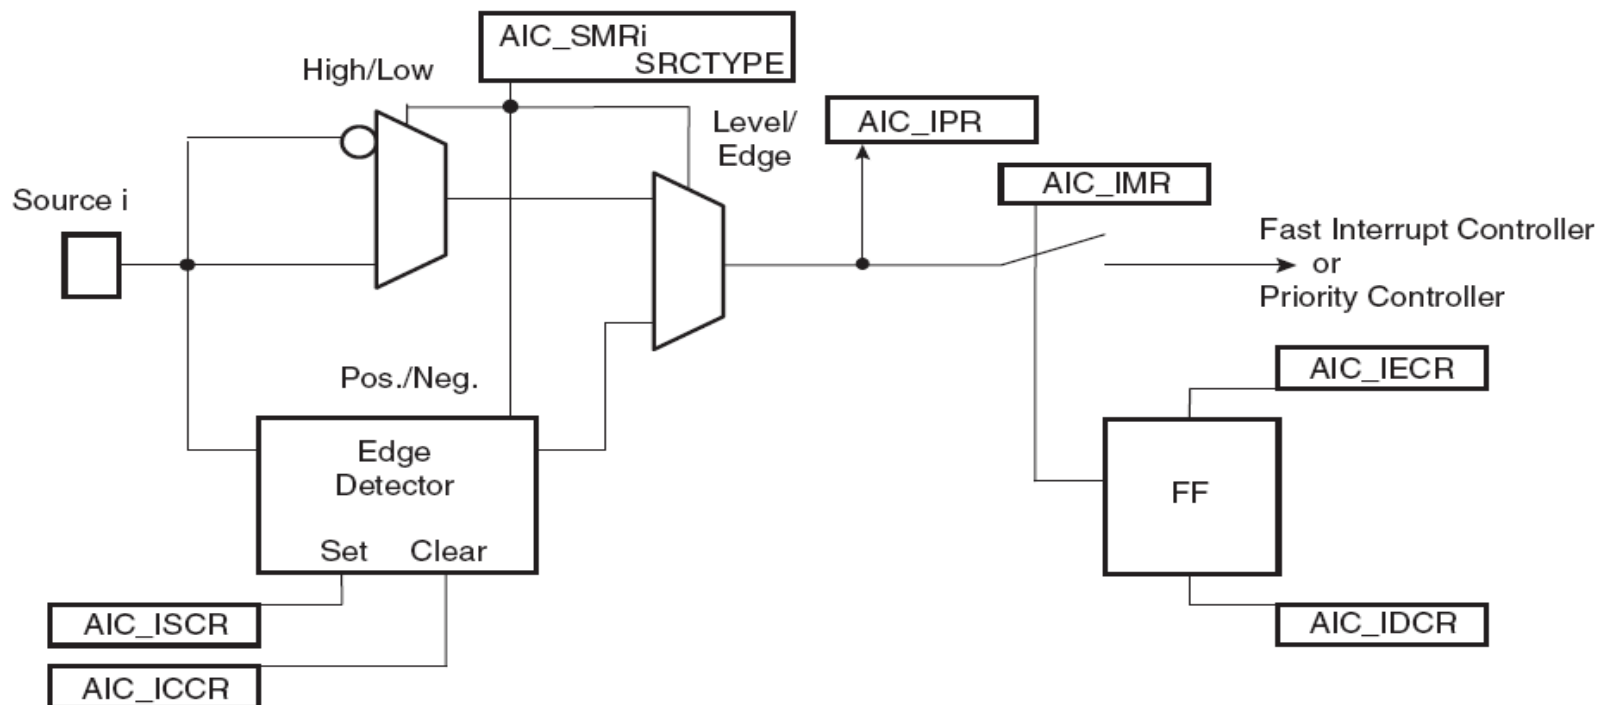 AIC_SMRi
SRCTYPE
High/Low
Level/
Edge
AIC_IPR
AIC_IMR
Source i
Fast Interrupt Controller
or
Priority Controller
Pos./Neg.
AIC_IECR
Edge
Detector
FF
Set Clear
AIC_ISCR
AIC_IDCR
AIC_ICCR